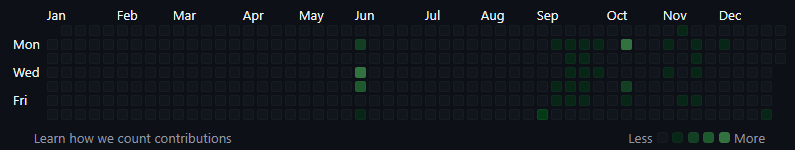 Jan Feb Mar Apr May Jun Jul Aug Sep Oct Nov Dec
Mon
Wed
Fri
Learn how we count contributions Less More